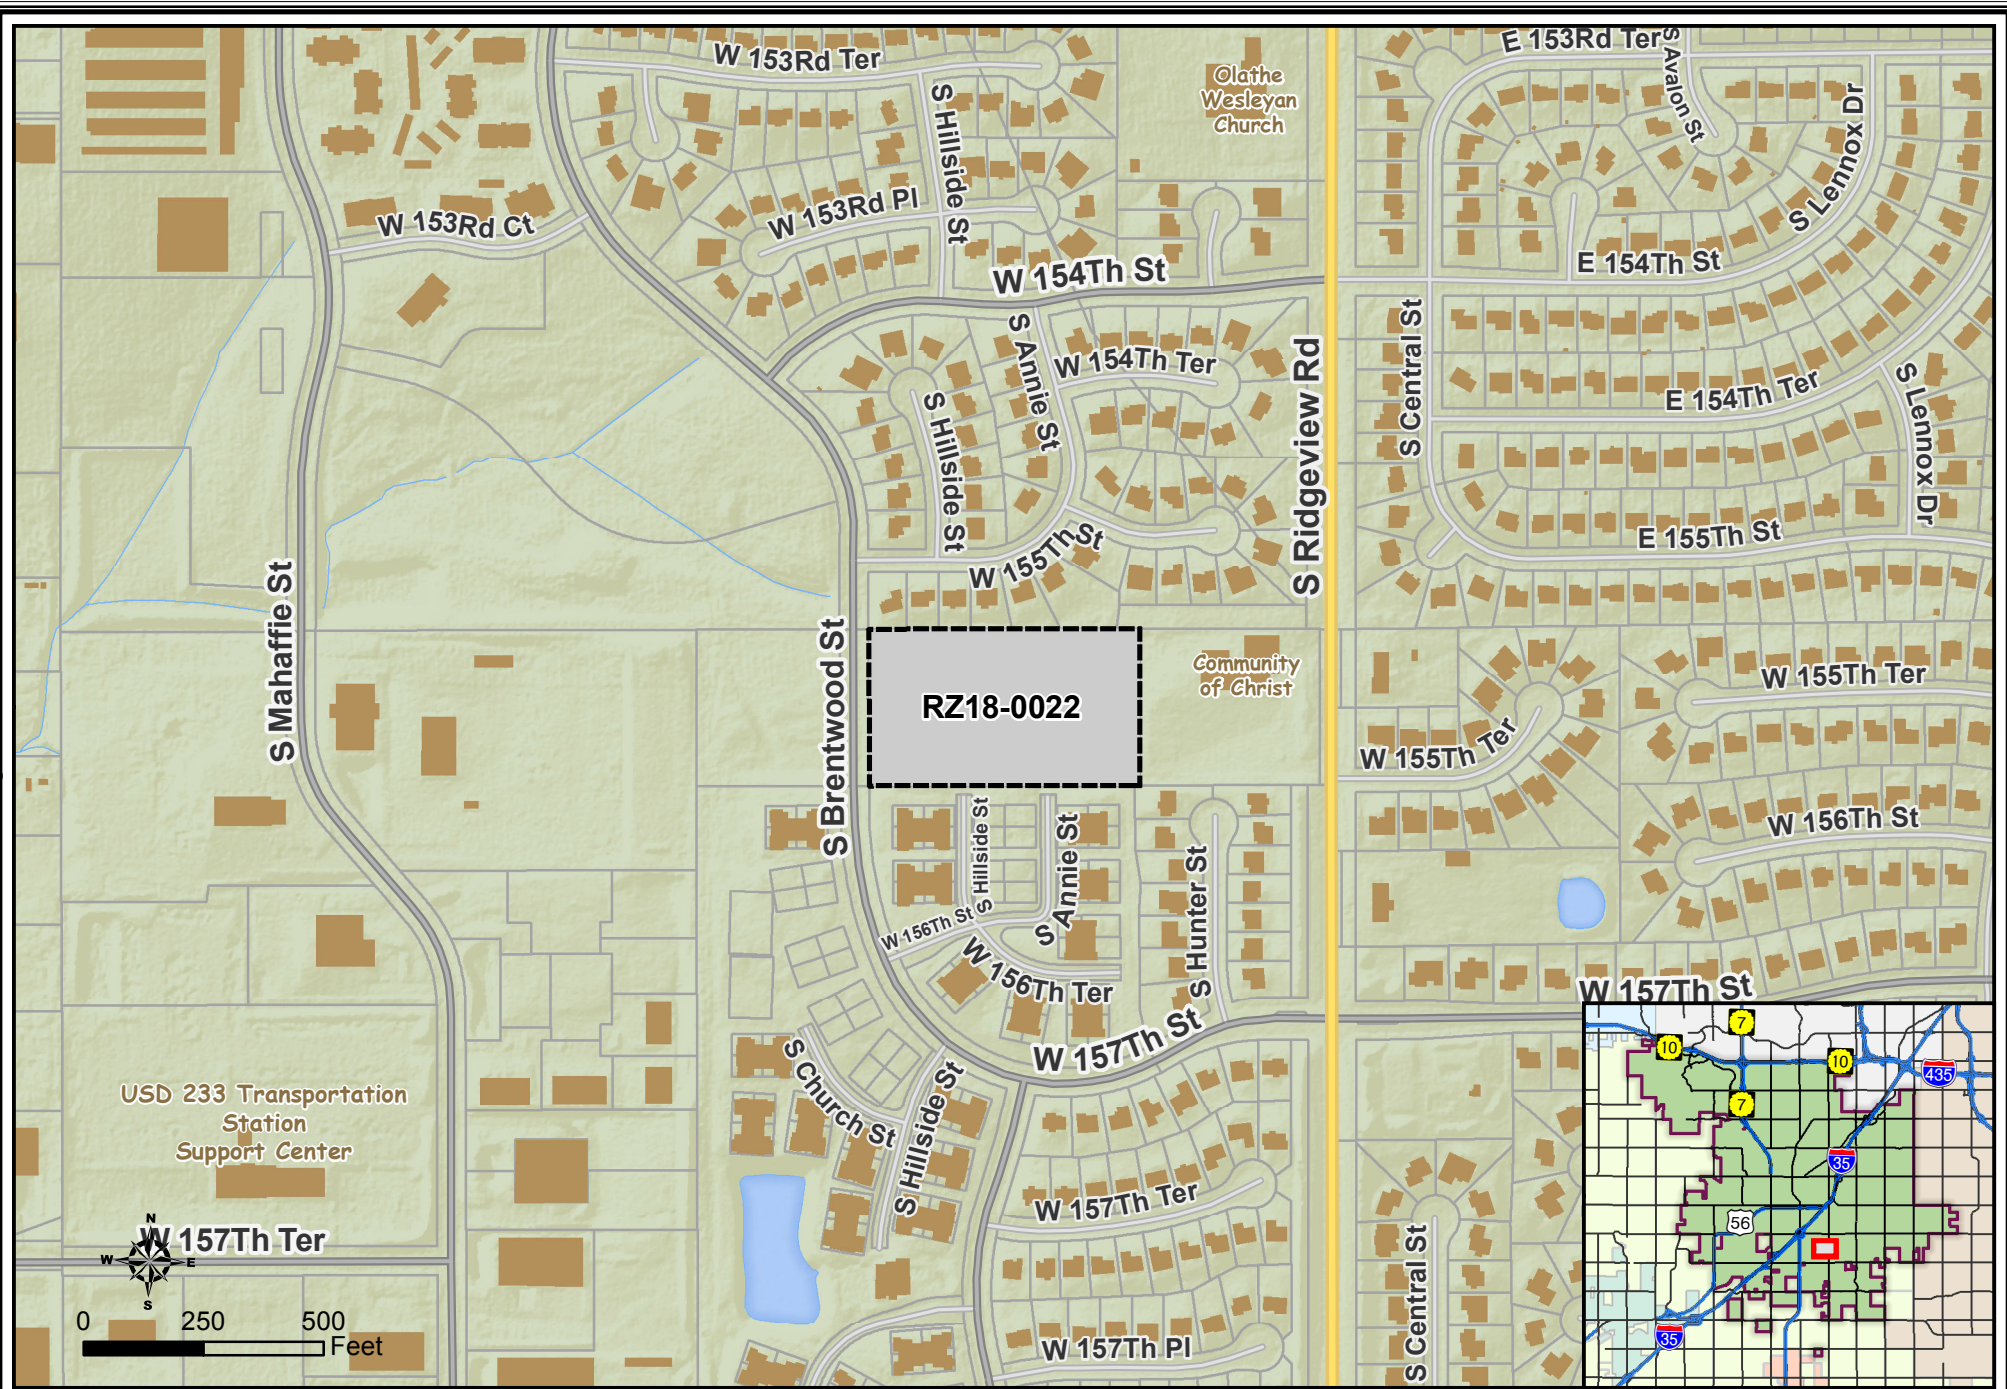 W 153Rd Ter
E 153Rd Ter
S Avalon St
Olathe
Wesleyan
Church
S Hillside St
S Lennox Dr
W 153Rd Pl
W 153Rd Ct
W 154Th St
E 154Th St
S Annie St
W 154Th Ter
S Ridgeview Rd
S Central St
E 154Th Ter
S Lennox Dr
S Hillside St
W 155Th St
E 155Th St
S Mahaffie St
S Brentwood St
RZ18-0022
Community
of Christ
W 155Th Ter
W 155Th Ter
W 156Th St
S Hillside St
S Annie St
S Hunter St
W 156Th St
W 156Th Ter
W 157Th St
W 157Th St
S Church St
S Hillside St
USD 233 Transportation
Station
Support Center
W 157Th Ter
W 157Th Ter
S Central St
W 157Th Pl
N
W
E
S
0 250 500
Feet
7
10
10
435
7
35
56
35